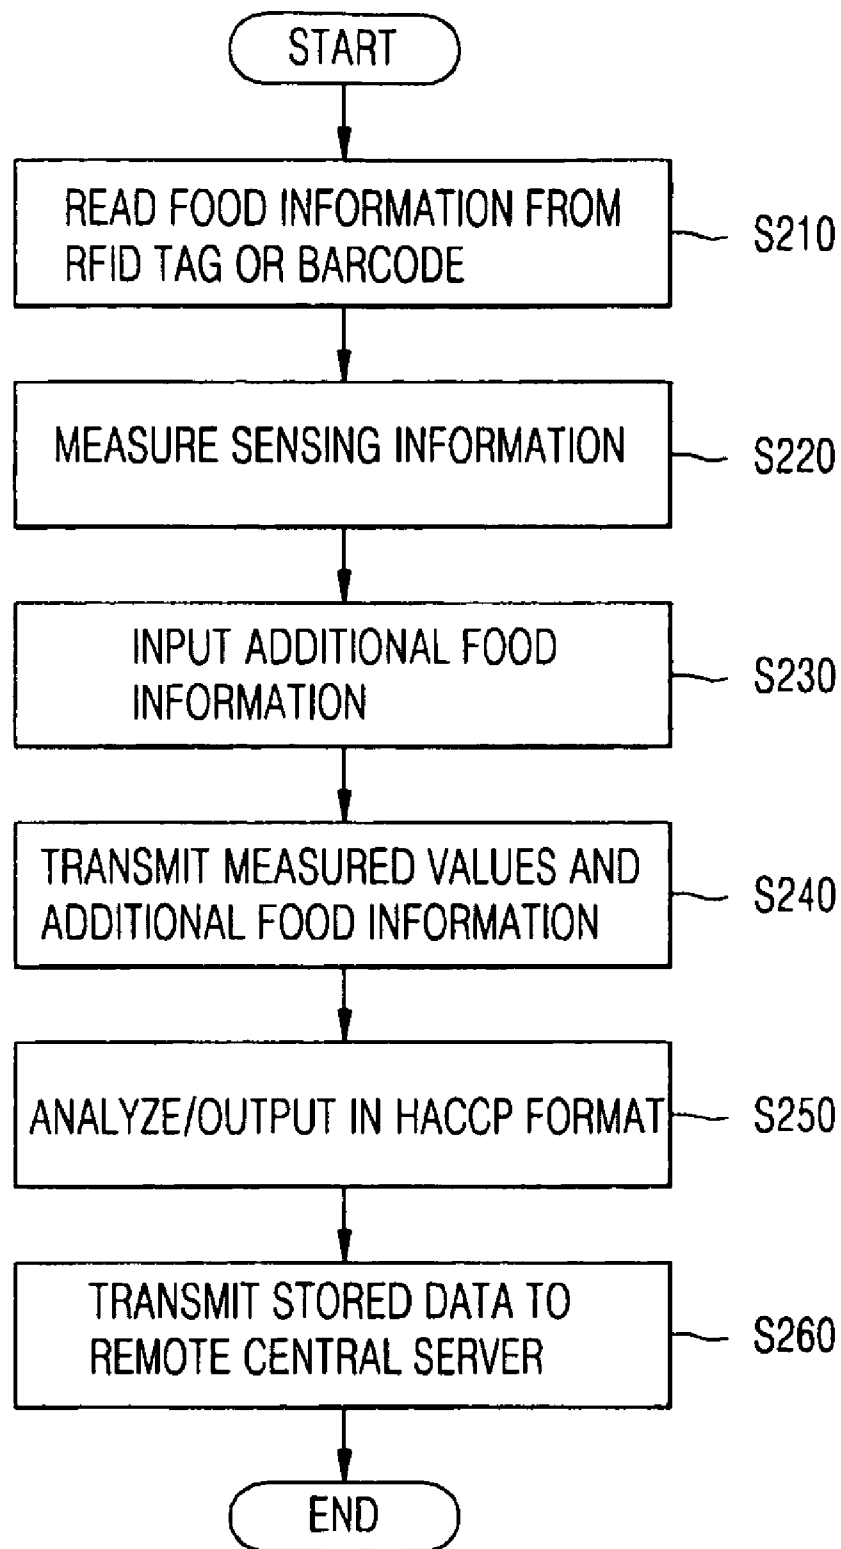 START
READ FOOD INFORMATION FROM
RFID TAG OR BARCODE
S210
MEASURE SENSING INFORMATION
S220
INPUT ADDITIONAL FOOD
INFORMATION
S230
TRANSMIT MEASURED VALUES AND
ADDITIONAL FOOD INFORMATION
S240
ANALYZE/OUTPUT IN HACCP FORMAT
S250
TRANSMIT STORED DATA TO
REMOTE CENTRAL SERVER
S260
END